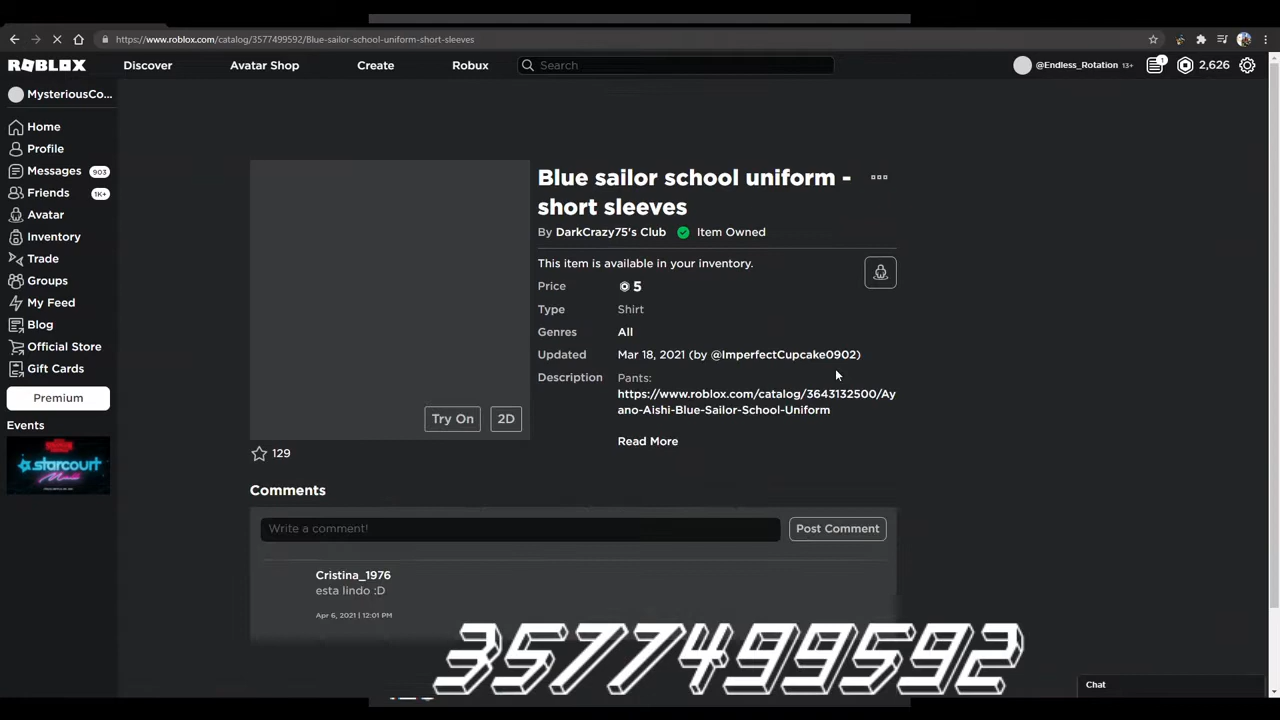 https://www.roblox.com/catalog/3577499592/Blue-sailor-school-uniform-short-sleeves
ROBLOX
Discover
Avatar Shop
Create
Robux
Search
@Endless_Rotation 13+
1
2,626
MysteriousCo...
Home
Profile
Messages 903
Friends 1K+
Avatar
Inventory
Trade
Groups
My Feed
Blog
Official Store
Gift Cards
Premium
Events
starcourt
Blue sailor school uniform -
short sleeves
By DarkCrazy75's Club Item Owned
This item is available in your inventory.
Price 5
Type Shirt
Genres All
Updated Mar 18, 2021 (by @ImperfectCupcake0902)
Description Pants:
https://www.roblox.com/catalog/3643132500/Ay
ano-Aishi-Blue-Sailor-School-Uniform
Read More
Try On
2D
129
Comments
Write a comment!
Post Comment
Cristina_1976
esta lindo :D
Apr 6, 2021 | 12:01 PM
3577499592
Chat